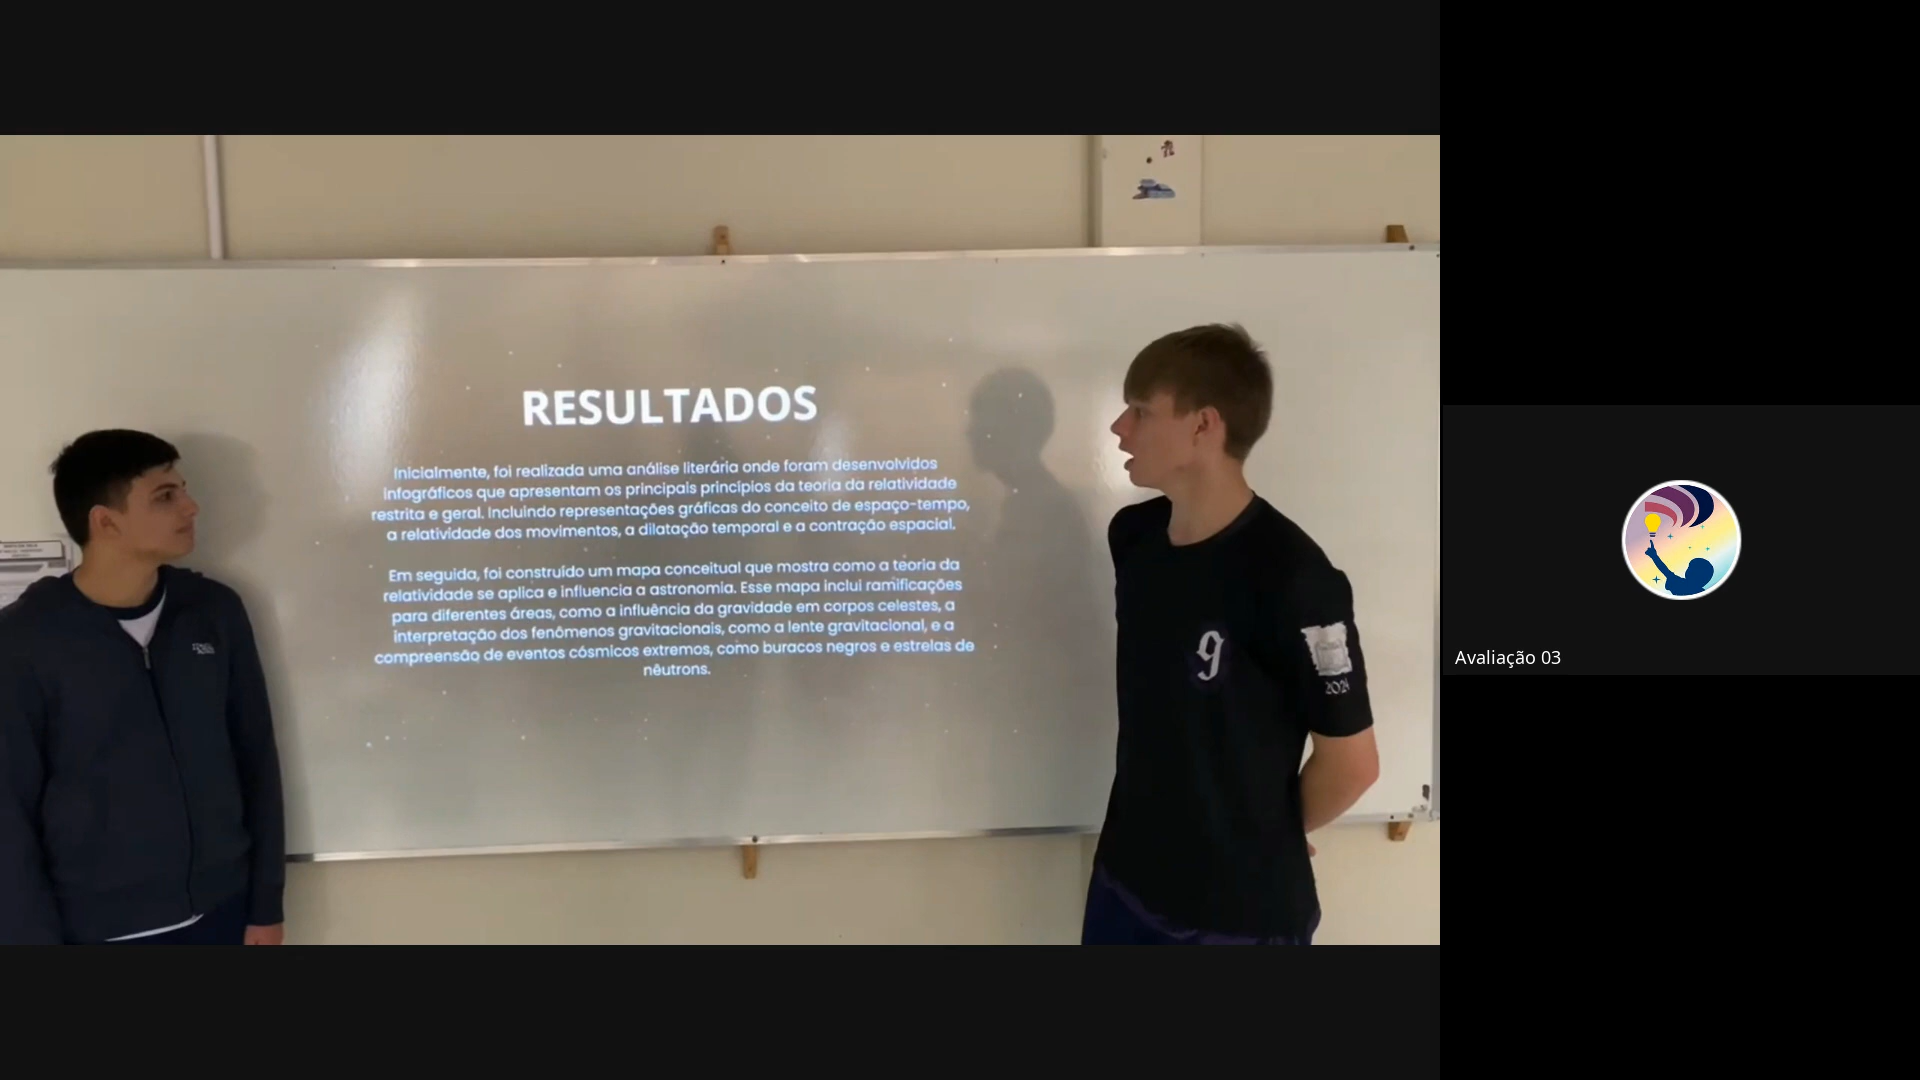 RESULTADOS
Inicialmente, foi realizada uma análise literária onde foram desenvolvidos
infográficos que apresentam os principais princípios da teoria da relatividade
restrita e geral. Incluindo representações gráficas do conceito de espaço-tempo,
a relatividade dos movimentos, a dilatação temporal e a contração espacial.
Em seguida, foi construído um mapa conceitual que mostra como a teoria da
relatividade se aplica e influencia a astronomia. Esse mapa inclui ramificações
para diferentes áreas, como a influência da gravidade em corpos celestes, a
interpretação dos fenômenos gravitacionais, como a lente gravitacional, e a
compreensão de eventos cósmicos extremos, como buracos negros e estrelas de
nêutrons.
9
2024
Avaliação 03